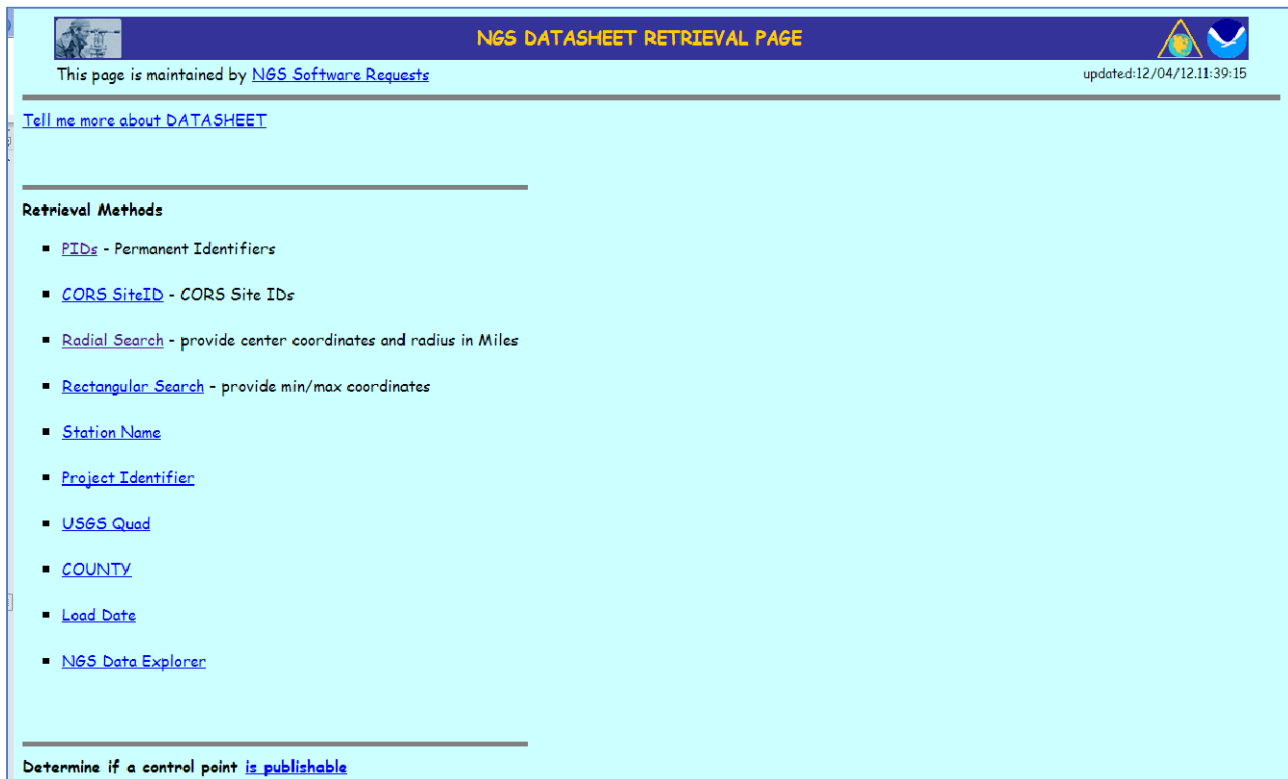 NGS DATASHEET RETRIEVAL PAGE
This page is maintained by NGS Software Requests
updated:12/04/12.11:39:15
Tell me more about DATASHEET
Retrieval Methods
PIDs - Permanent Identifiers
CORS SiteID - CORS Site IDs
Radial Search - provide center coordinates and radius in Miles
Rectangular Search - provide min/max coordinates
Station Name
Project Identifier
USGS Quad
COUNTY
Load Date
NGS Data Explorer
Determine if a control point is publishable